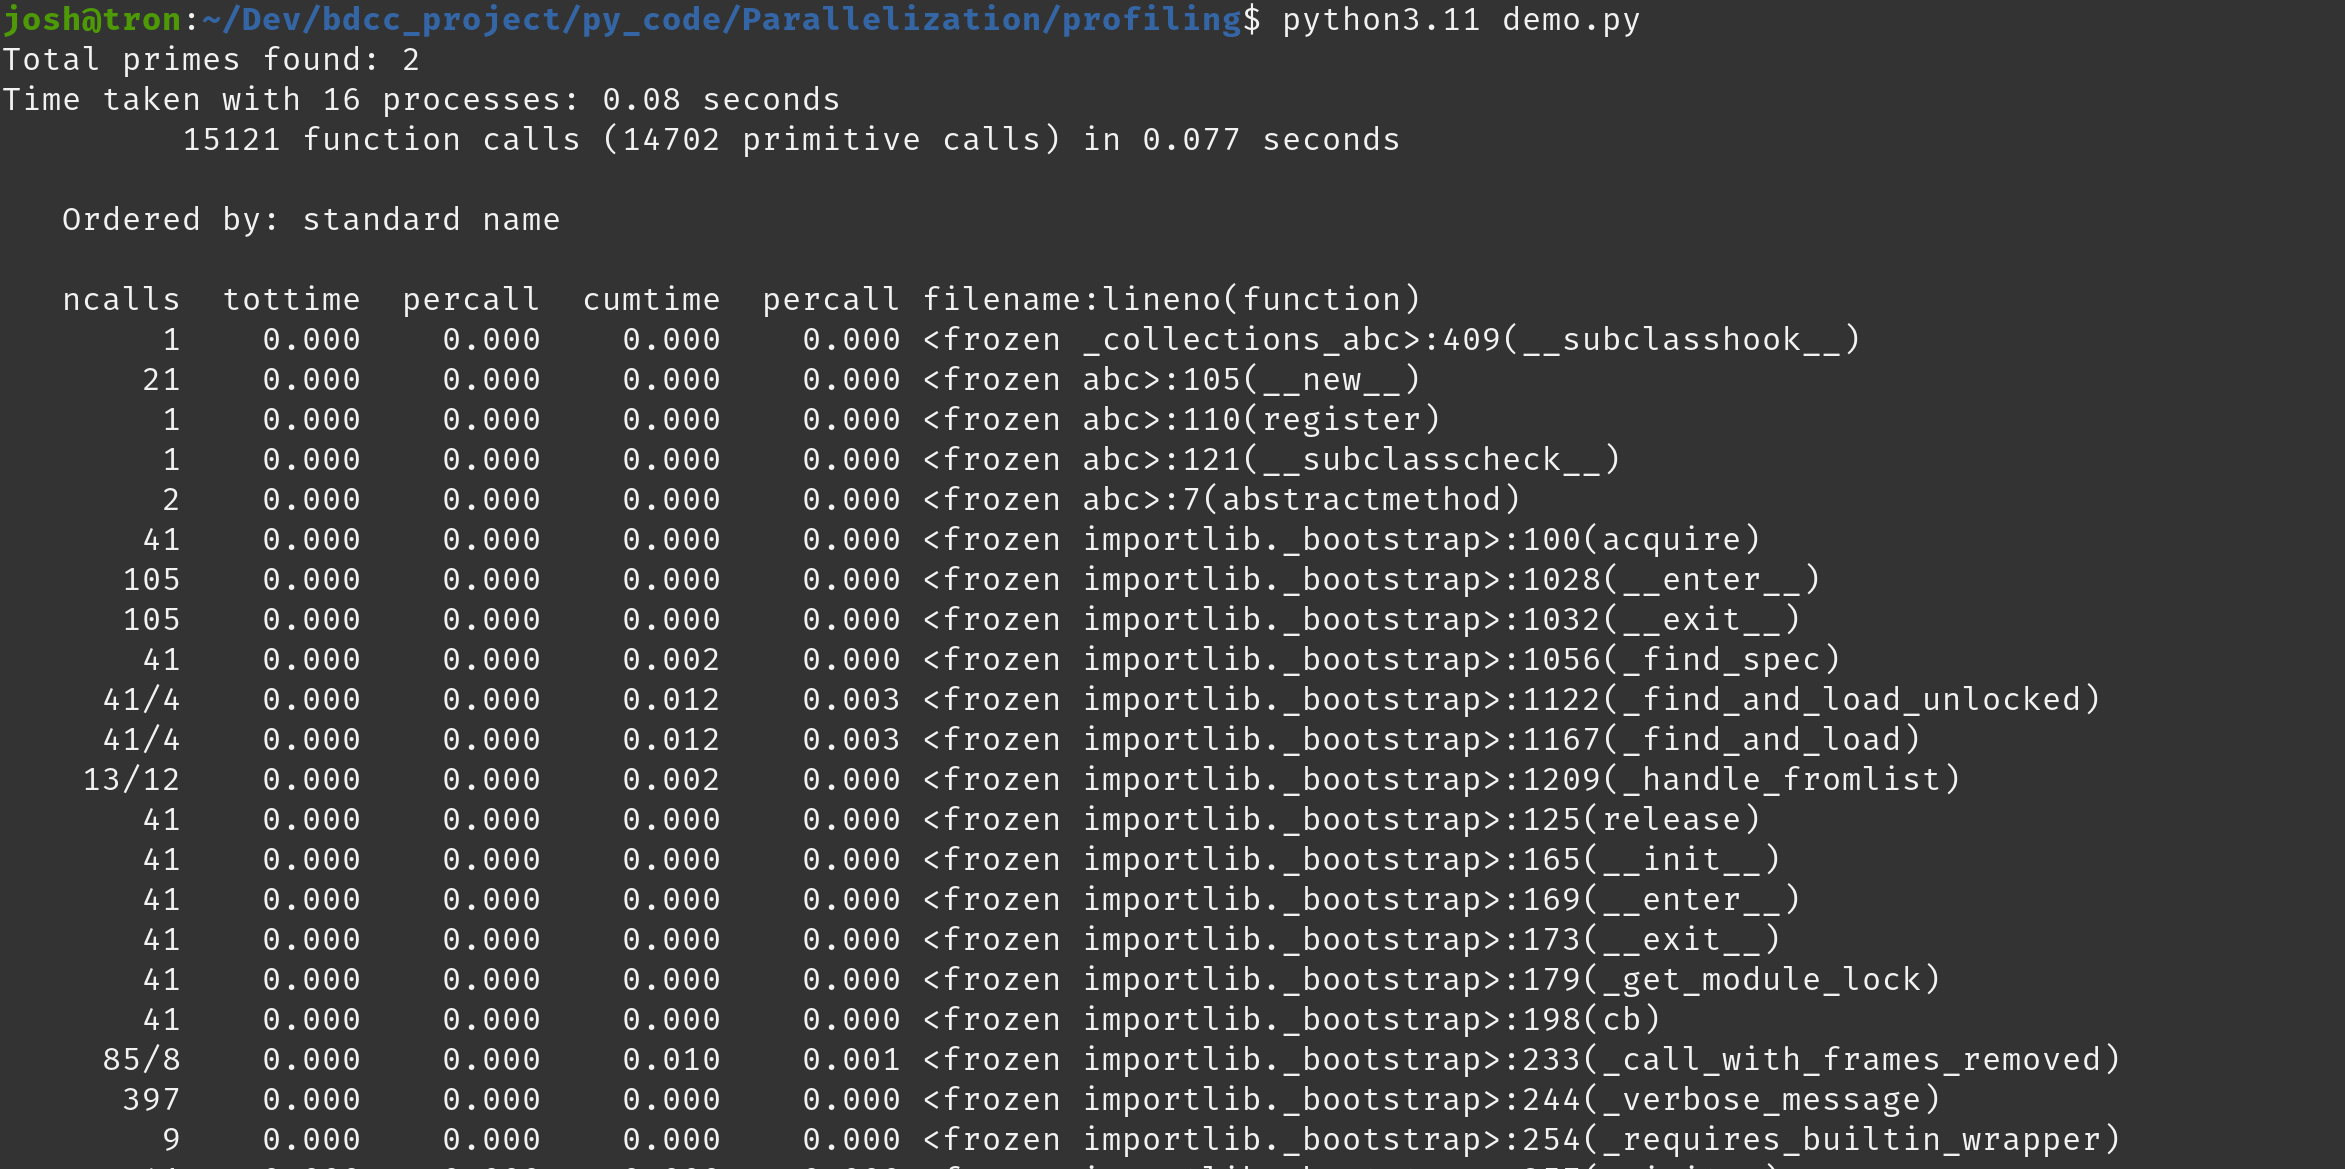 josh@tron:~/Dev/bdcc_project/py_code/Parallelization/profiling$ python3.11 demo.py
Total primes found: 2
Time taken with 16 processes: 0.08 seconds
         15121 function calls (14702 primitive calls) in 0.077 seconds

   Ordered by: standard name

   ncalls  tottime  percall  cumtime  percall filename:lineno(function)
        1    0.000    0.000    0.000    0.000 <frozen _collections_abc>:409(__subclasshook__)
       21    0.000    0.000    0.000    0.000 <frozen abc>:105(__new__)
        1    0.000    0.000    0.000    0.000 <frozen abc>:110(register)
        1    0.000    0.000    0.000    0.000 <frozen abc>:121(__subclasscheck__)
        2    0.000    0.000    0.000    0.000 <frozen abc>:7(abstractmethod)
       41    0.000    0.000    0.000    0.000 <frozen importlib._bootstrap>:100(acquire)
      105    0.000    0.000    0.000    0.000 <frozen importlib._bootstrap>:1028(__enter__)
      105    0.000    0.000    0.000    0.000 <frozen importlib._bootstrap>:1032(__exit__)
       41    0.000    0.000    0.002    0.000 <frozen importlib._bootstrap>:1056(_find_spec)
     41/4    0.000    0.000    0.012    0.003 <frozen importlib._bootstrap>:1122(_find_and_load_unlocked)
     41/4    0.000    0.000    0.012    0.003 <frozen importlib._bootstrap>:1167(_find_and_load)
    13/12    0.000    0.000    0.002    0.000 <frozen importlib._bootstrap>:1209(_handle_fromlist)
       41    0.000    0.000    0.000    0.000 <frozen importlib._bootstrap>:125(release)
       41    0.000    0.000    0.000    0.000 <frozen importlib._bootstrap>:165(__init__)
       41    0.000    0.000    0.000    0.000 <frozen importlib._bootstrap>:169(__enter__)
       41    0.000    0.000    0.000    0.000 <frozen importlib._bootstrap>:173(__exit__)
       41    0.000    0.000    0.000    0.000 <frozen importlib._bootstrap>:179(_get_module_lock)
       41    0.000    0.000    0.000    0.000 <frozen importlib._bootstrap>:198(cb)
     85/8    0.000    0.000    0.010    0.001 <frozen importlib._bootstrap>:233(_call_with_frames_removed)
      397    0.000    0.000    0.000    0.000 <frozen importlib._bootstrap>:244(_verbose_message)
        9    0.000    0.000    0.000    0.000 <frozen importlib._bootstrap>:254(_requires_builtin_wrapper)